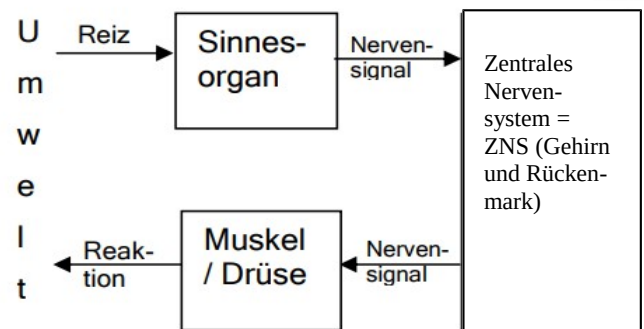 Umwelt
Reiz
Sinnes-
organ
Nerven-
signal
Zentrales
Nerven-
system =
ZNS (Gehirn
und Rücken-
mark)
Reak-
tion
Muskel
/ Drüse
Nerven-
signal